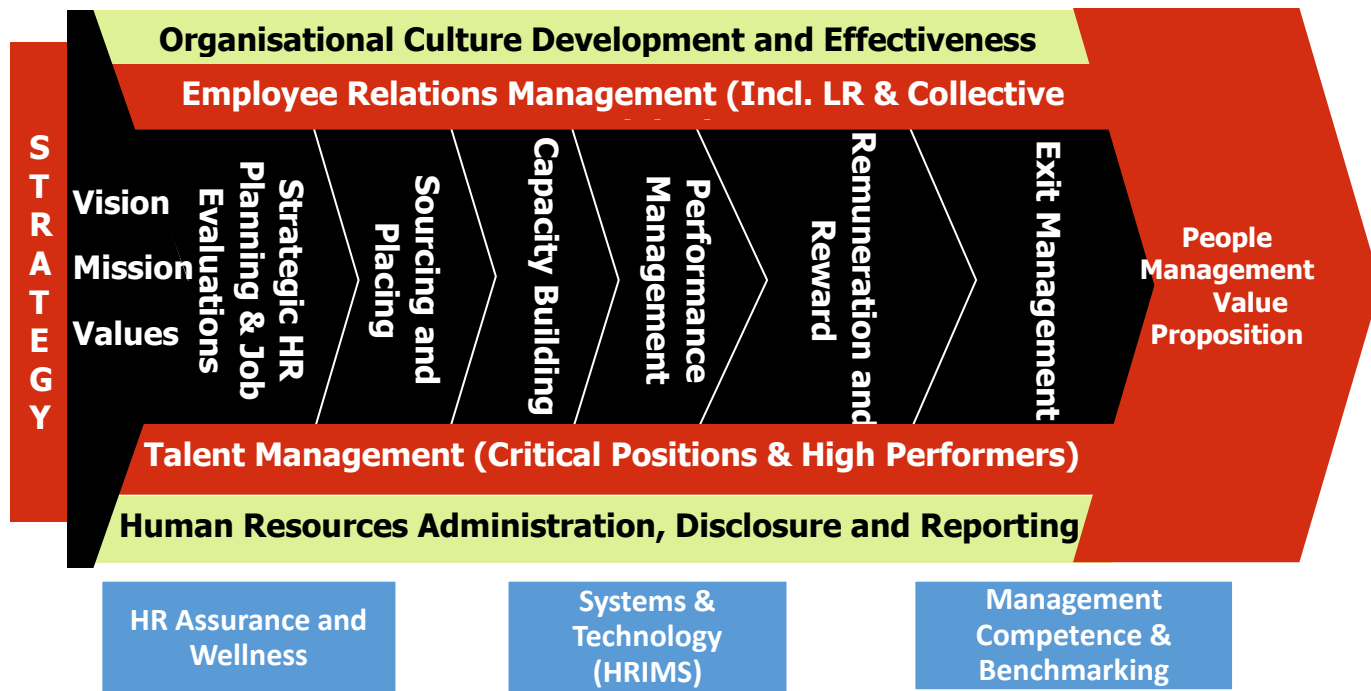 Organisational Culture Development and Effectiveness
Employee Relations Management (Incl. LR & Collective
STRATEGY
Vision
Mission
Values
Strategic HR
Planning & Job
Evaluations
Sourcing and
Placing
Capacity Building
Performance
Management
Remuneration and
Reward
Exit Management
People
Management
Value
Proposition
Talent Management (Critical Positions & High Performers)
Human Resources Administration, Disclosure and Reporting
HR Assurance and
Wellness
Systems &
Technology
(HRIMS)
Management
Competence &
Benchmarking